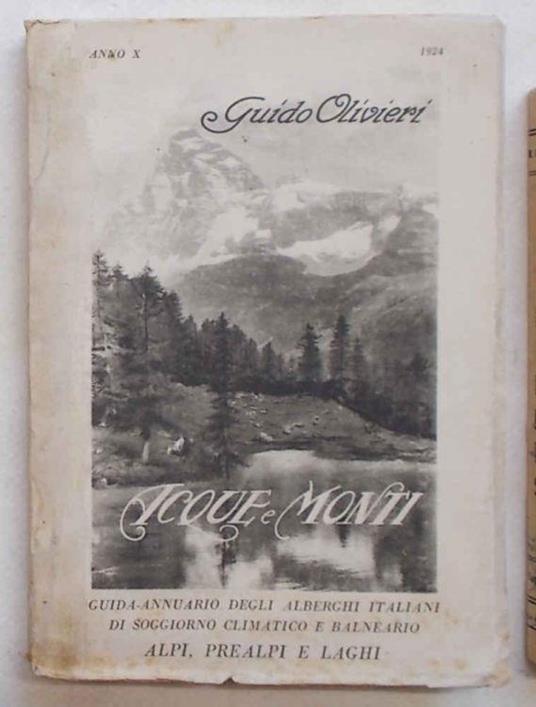 ANNO X 1924
Guido Olivieri
ACQUE e MONTI
GUIDA-ANNUARIO DEGLI ALBERGHI ITALIANI
DI SOGGIORNO CLIMATICO E BALNEARIO
ALPI, PREALPI E LAGHI